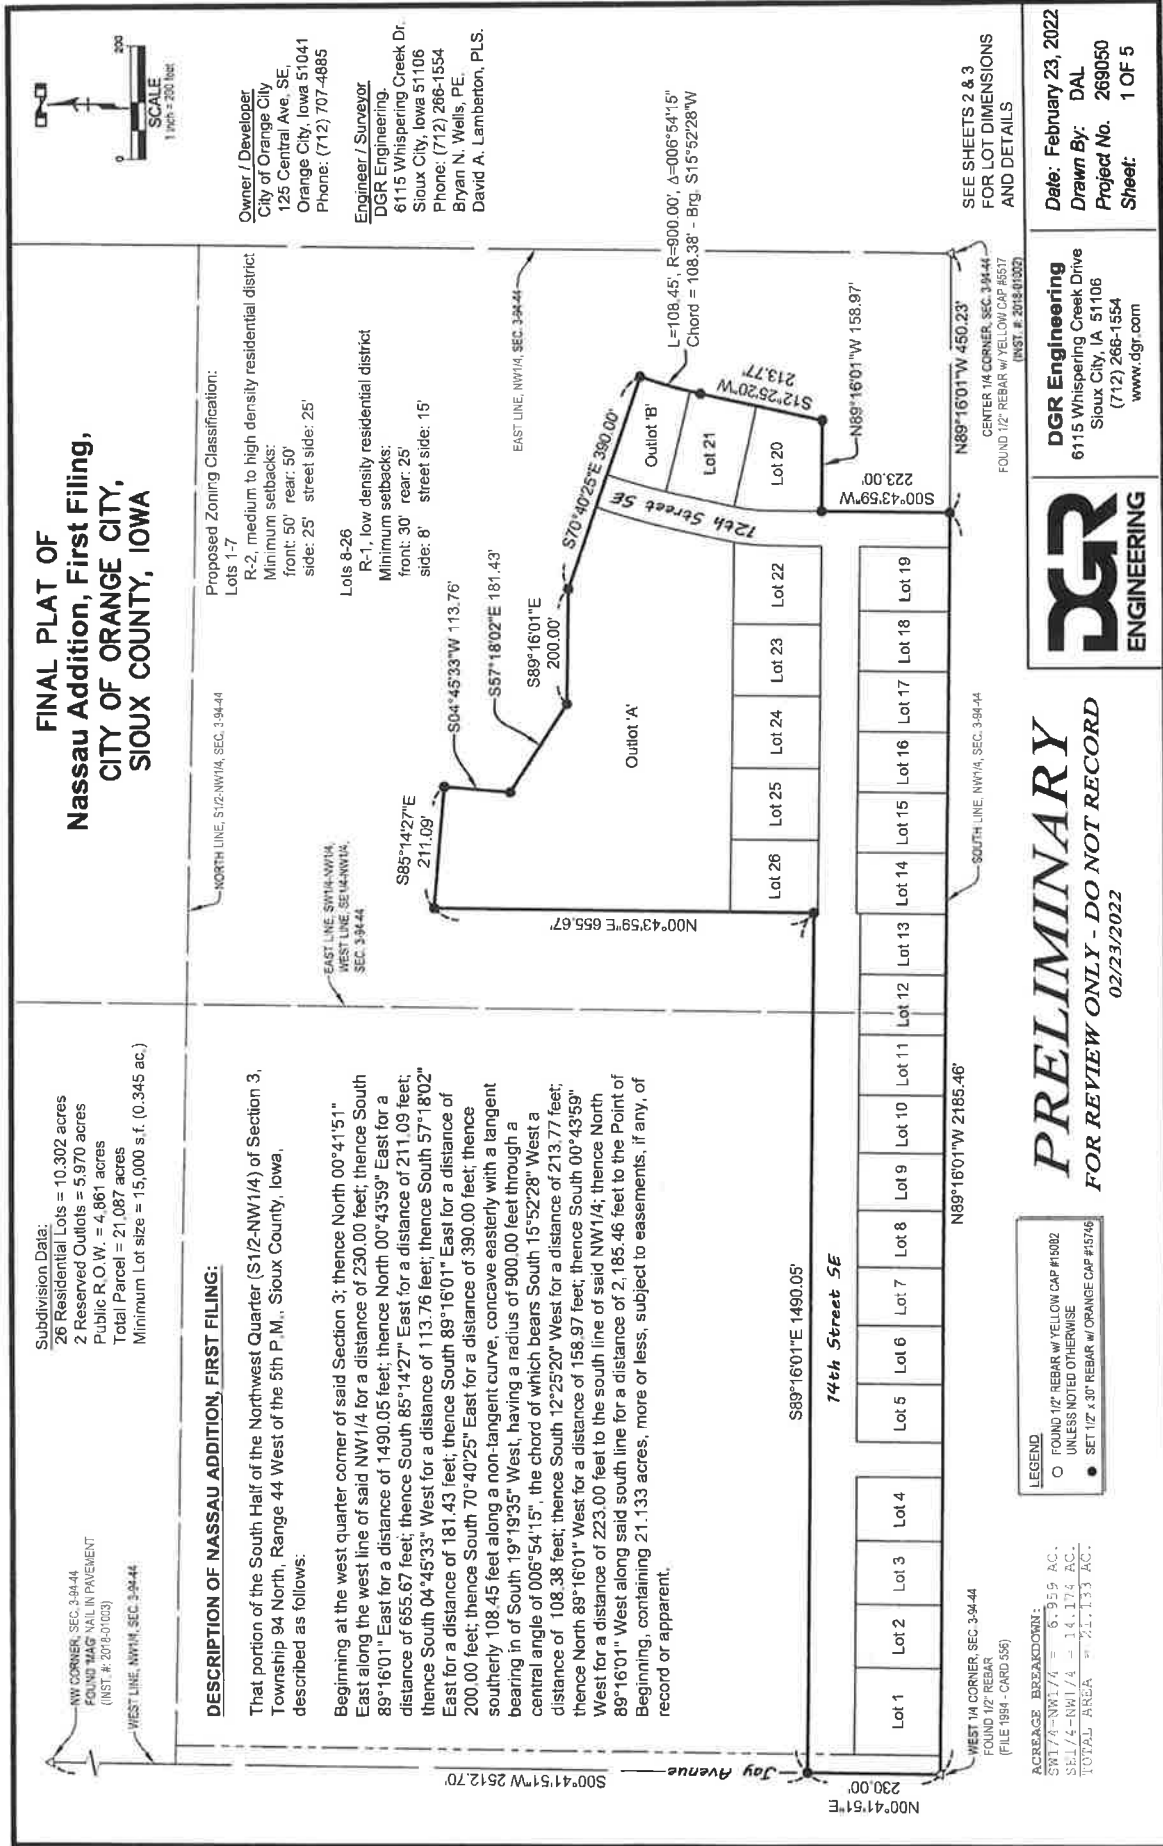 FINAL PLAT OF
Nassau Addition, First Filing,
CITY OF ORANGE CITY,
SIOUX COUNTY, IOWA
0
200
SCALE
1 inch = 200 feet
Subdivision Data:
26 Residential Lots = 10.302 acres
2 Reserved Outlots = 5.970 acres
Public R.O.W. = 4.861 acres
Total Parcel = 21.087 acres
Minimum Lot size = 15,000 s.f. (0.345 ac.)
NW CORNER, SEC. 3-94-44
FOUND 'MAG' NAIL IN PAVEMENT
(INST. #: 2018-01003)
WEST LINE, NW1/4, SEC. 3-94-44
DESCRIPTION OF NASSAU ADDITION, FIRST FILING:
That portion of the South Half of the Northwest Quarter (S1/2-NW1/4) of Section 3,
Township 94 North, Range 44 West of the 5th P.M., Sioux County, Iowa,
described as follows:
Beginning at the west quarter corner of said Section 3; thence North 00°41'51"
East along the west line of said NW1/4 for a distance of 230.00 feet; thence South
89°16'01" East for a distance of 1490.05 feet; thence North 00°43'59" East for a
distance of 655.67 feet; thence South 85°14'27" East for a distance of 211.09 feet;
thence South 04°45'33" West for a distance of 113.76 feet; thence South 57°18'02"
East for a distance of 181.43 feet; thence South 89°16'01" East for a distance of
200.00 feet; thence South 70°40'25" East for a distance of 390.00 feet; thence
southerly 108.45 feet along a non-tangent curve, concave easterly with a tangent
bearing in of South 19°19'35" West, having a radius of 900.00 feet through a
central angle of 006°54'15", the chord of which bears South 15°52'28" West a
distance of 108.38 feet; thence South 12°25'20" West for a distance of 213.77 feet;
thence North 89°16'01" West for a distance of 158.97 feet; thence South 00°43'59"
West for a distance of 223.00 feet to the south line of said NW1/4; thence North
89°16'01" West along said south line for a distance of 2,185.46 feet to the Point of
Beginning, containing 21.133 acres, more or less, subject to easements, if any, of
record or apparent.
NORTH LINE, S1/2-NW1/4, SEC. 3-94-44
EAST LINE, SW1/4-NW1/4,
WEST LINE, SE1/4-NW1/4,
SEC. 3-94-44
Proposed Zoning Classification:
Lots 1-7
R-2, medium to high density residential district
Minimum setbacks:
front: 50' rear: 50'
side: 25' street side: 25'
Lots 8-26
R-1, low density residential district
Minimum setbacks:
front: 30' rear: 25'
side: 8' street side: 15'
Owner / Developer
City of Orange City
125 Central Ave, SE,
Orange City, Iowa 51041
Phone: (712) 707-4885
Engineer / Surveyor
DGR Engineering.
6115 Whispering Creek Dr.
Sioux City, Iowa 51106
Phone: (712) 266-1554
Bryan N. Wells, PE.
David A. Lamberton, PLS.
S85°14'27"E
211.09'
S04°45'33"W 113.76'
S57°18'02"E 181.43'
S89°16'01"E
200.00'
S70°40'25"E 390.00'
EAST LINE, NW1/4, SEC. 3-94-44
L=108.45', R=900.00', Δ=006°54'15"
Chord = 108.38' - Brg. S15°52'28"W
S12°25'20"W
213.77'
N89°16'01"W 158.97'
S00°43'59"W
223.00'
N00°43'59"E 655.67'
Outlot 'A'
Outlot 'B'
Lot 21
Lot 20
12th Street SE
Lot 26
Lot 25
Lot 24
Lot 23
Lot 22
S89°16'01"E 1490.05'
14th Street SE
S00°41'51"W 2512.70'
Jay Avenue
N00°41'51"E
230.00'
Lot 1
Lot 2
Lot 3
Lot 4
Lot 5
Lot 6
Lot 7
Lot 8
Lot 9
Lot 10
Lot 11
Lot 12
Lot 13
Lot 14
Lot 15
Lot 16
Lot 17
Lot 18
Lot 19
N89°16'01"W 2185.46'
N89°16'01"W 450.23'
SOUTH LINE, NW1/4, SEC. 3-94-44
CENTER 1/4 CORNER, SEC. 3-94-44
FOUND 1/2" REBAR w/ YELLOW CAP #5517
(INST. #: 2018-01002)
SEE SHEETS 2 & 3
FOR LOT DIMENSIONS
AND DETAILS
WEST 1/4 CORNER, SEC. 3-94-44
FOUND 1/2" REBAR
(FILE 1994 - CARD 556)
ACREAGE BREAKDOWN:
SW1/4-NW1/4 = 6.959 AC.
SE1/4-NW1/4 = 14.174 AC.
TOTAL AREA = 21.133 AC.
LEGEND
FOUND 1/2" REBAR w/ YELLOW CAP #15082
UNLESS NOTED OTHERWISE
SET 1/2" x 30" REBAR w/ ORANGE CAP #15746
PRELIMINARY
FOR REVIEW ONLY - DO NOT RECORD
02/23/2022
DGR
ENGINEERING
DGR Engineering
6115 Whispering Creek Drive
Sioux City, IA 51106
(712) 266-1554
www.dgr.com
Date: February 23, 2022
Drawn By: DAL
Project No. 269050
Sheet: 1 OF 5